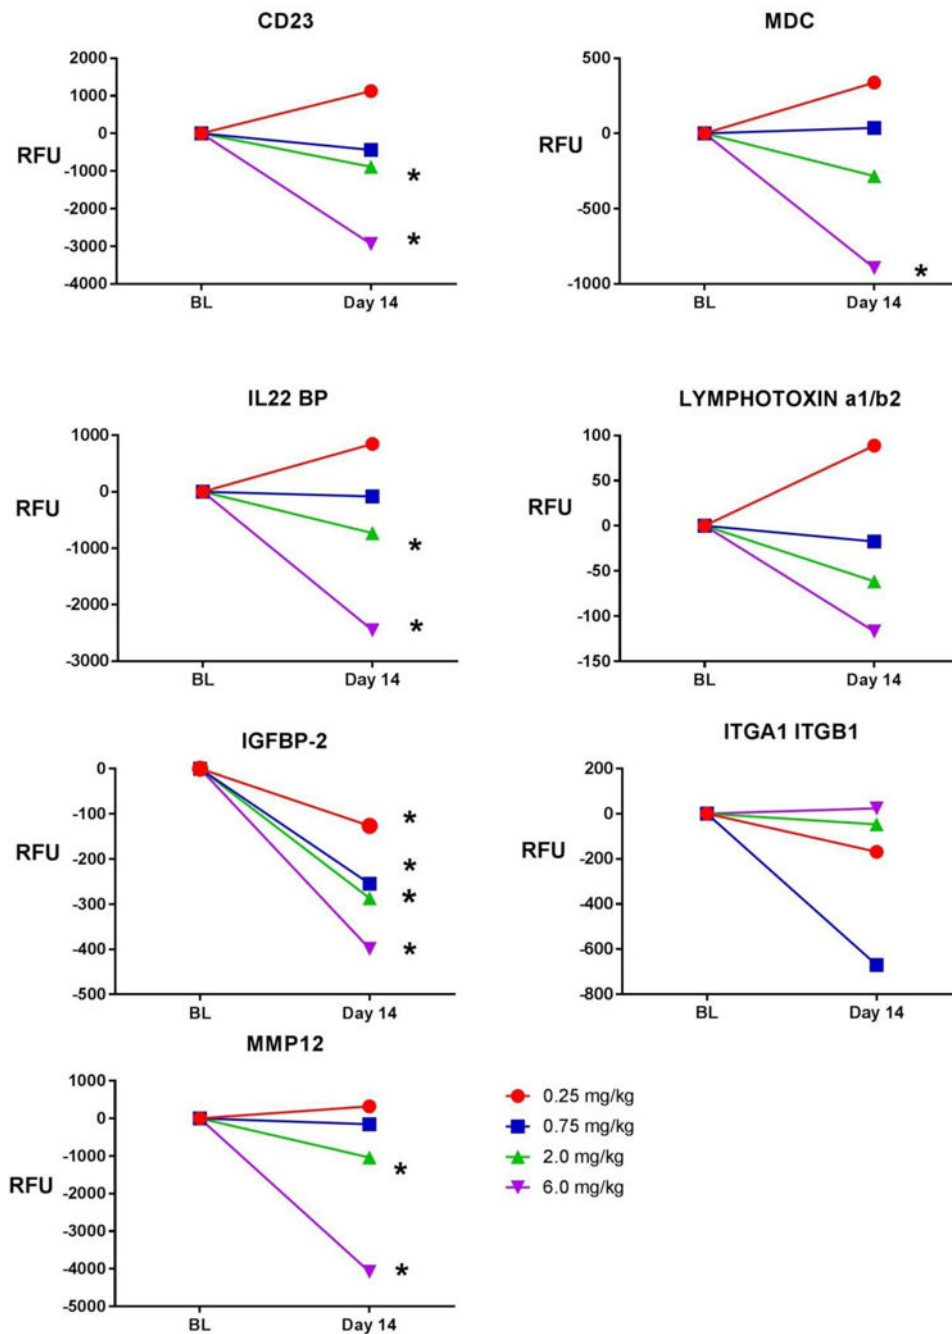 CD23
2000
1000
0
-1000
-2000
-3000
-4000
RFU
*
*
BL Day 14
MDC
500
0
-500
-1000
RFU
*
BL Day 14
IL22 BP
1000
0
-1000
-2000
-3000
RFU
*
*
BL Day 14
LYMPHOTOXIN a1/b2
100
50
0
-50
-100
-150
RFU
BL Day 14
IGFBP-2
0
-100
-200
-300
-400
-500
RFU
*
*
*
*
BL Day 14
ITGA1 ITGB1
200
0
-200
-400
-600
-800
RFU
BL Day 14
MMP12
1000
0
-1000
-2000
-3000
-4000
-5000
RFU
*
*
BL Day 14
0.25 mg/kg
0.75 mg/kg
2.0 mg/kg
6.0 mg/kg